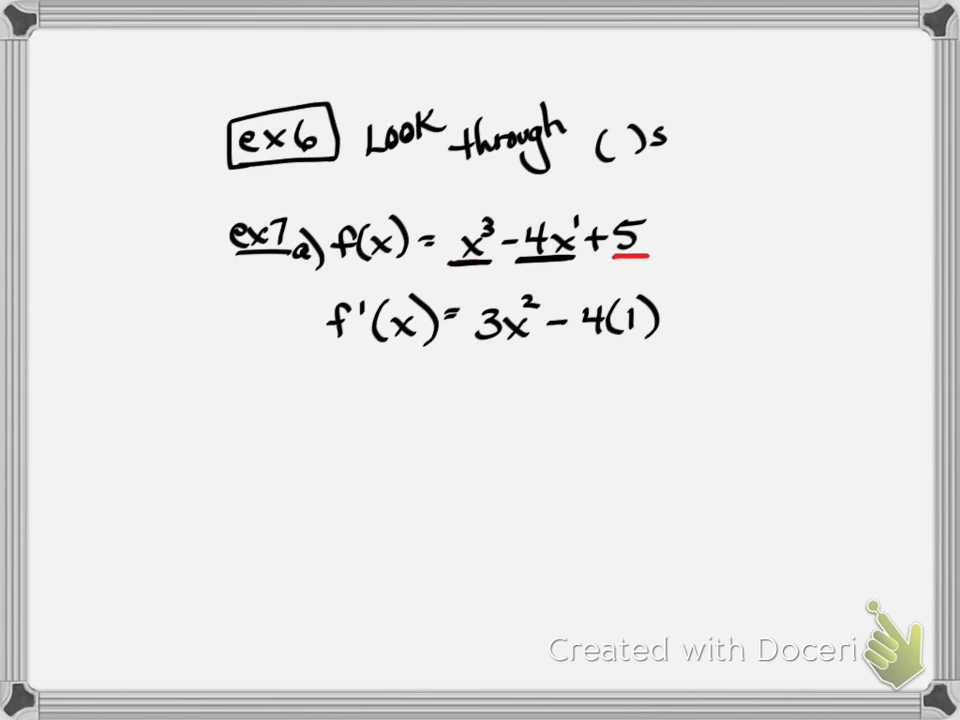 ex6 Look through ( )s
ex7 a) f(x) = x³ - 4x¹ + 5
f'(x) = 3x² - 4(1)
Created with Doceri